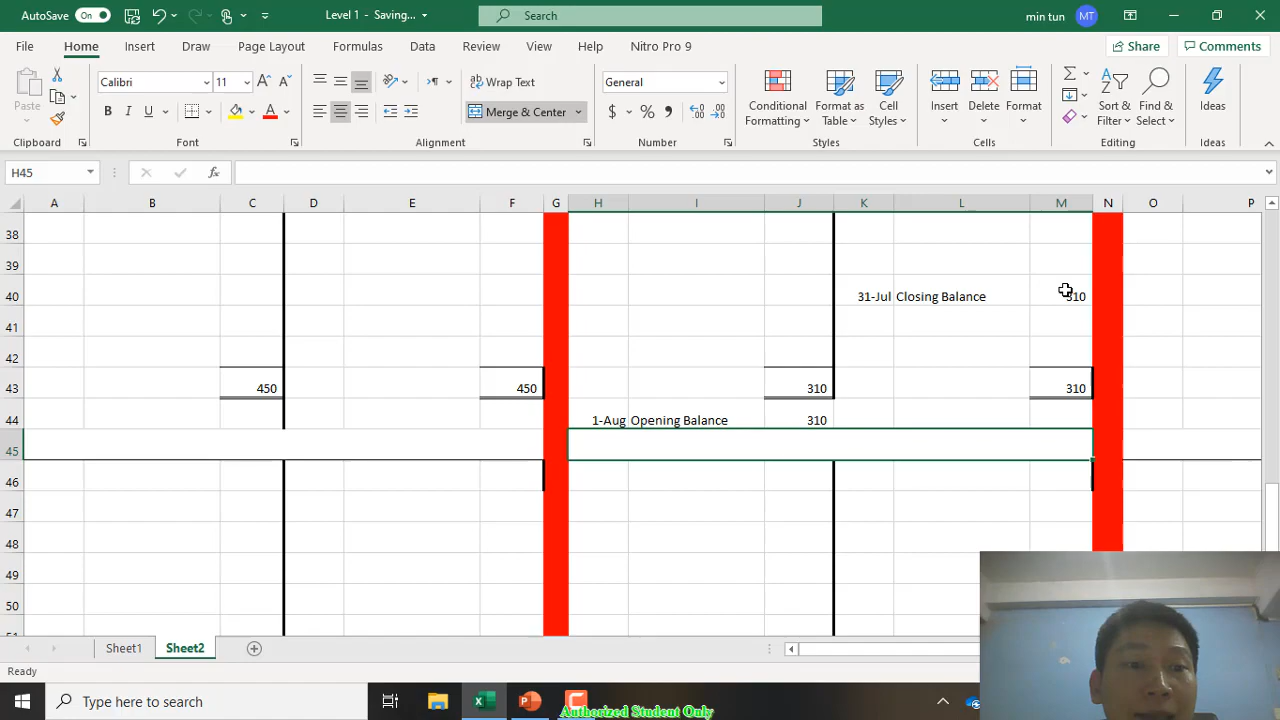 AutoSave On Level 1 - Saving... Search min tun MT
File Home Insert Draw Page Layout Formulas Data Review View Help Nitro Pro 9 Share Comments
Paste Calibri 11 A A Wrap Text General Conditional Formatting Format as Table Cell Styles Insert Delete Format Sort & Filter Find & Select Ideas
B I U A Merge & Center $ % 9
Clipboard Font Alignment Number Styles Cells Editing Ideas
H45 fx
A B C D E F G H I J K L M N O P
38
39
40 31-Jul Closing Balance 310
41
42
43 450 450 310 310
44 1-Aug Opening Balance 310
45
46
47
48
49
50
Sheet1 Sheet2
Ready
Type here to search
Authorized Student Only